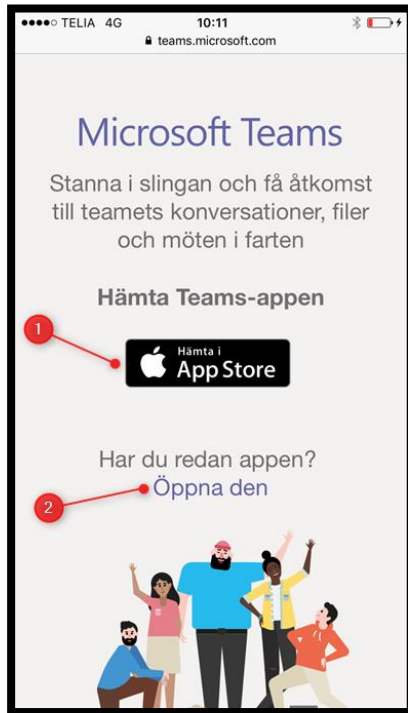 TELIA 4G 10:11
teams.microsoft.com
Microsoft Teams
Stanna i slingan och få åtkomst
till teamets konversationer, filer
och möten i farten
Hämta Teams-appen
1
Hämta i
App Store
Har du redan appen?
Öppna den
2